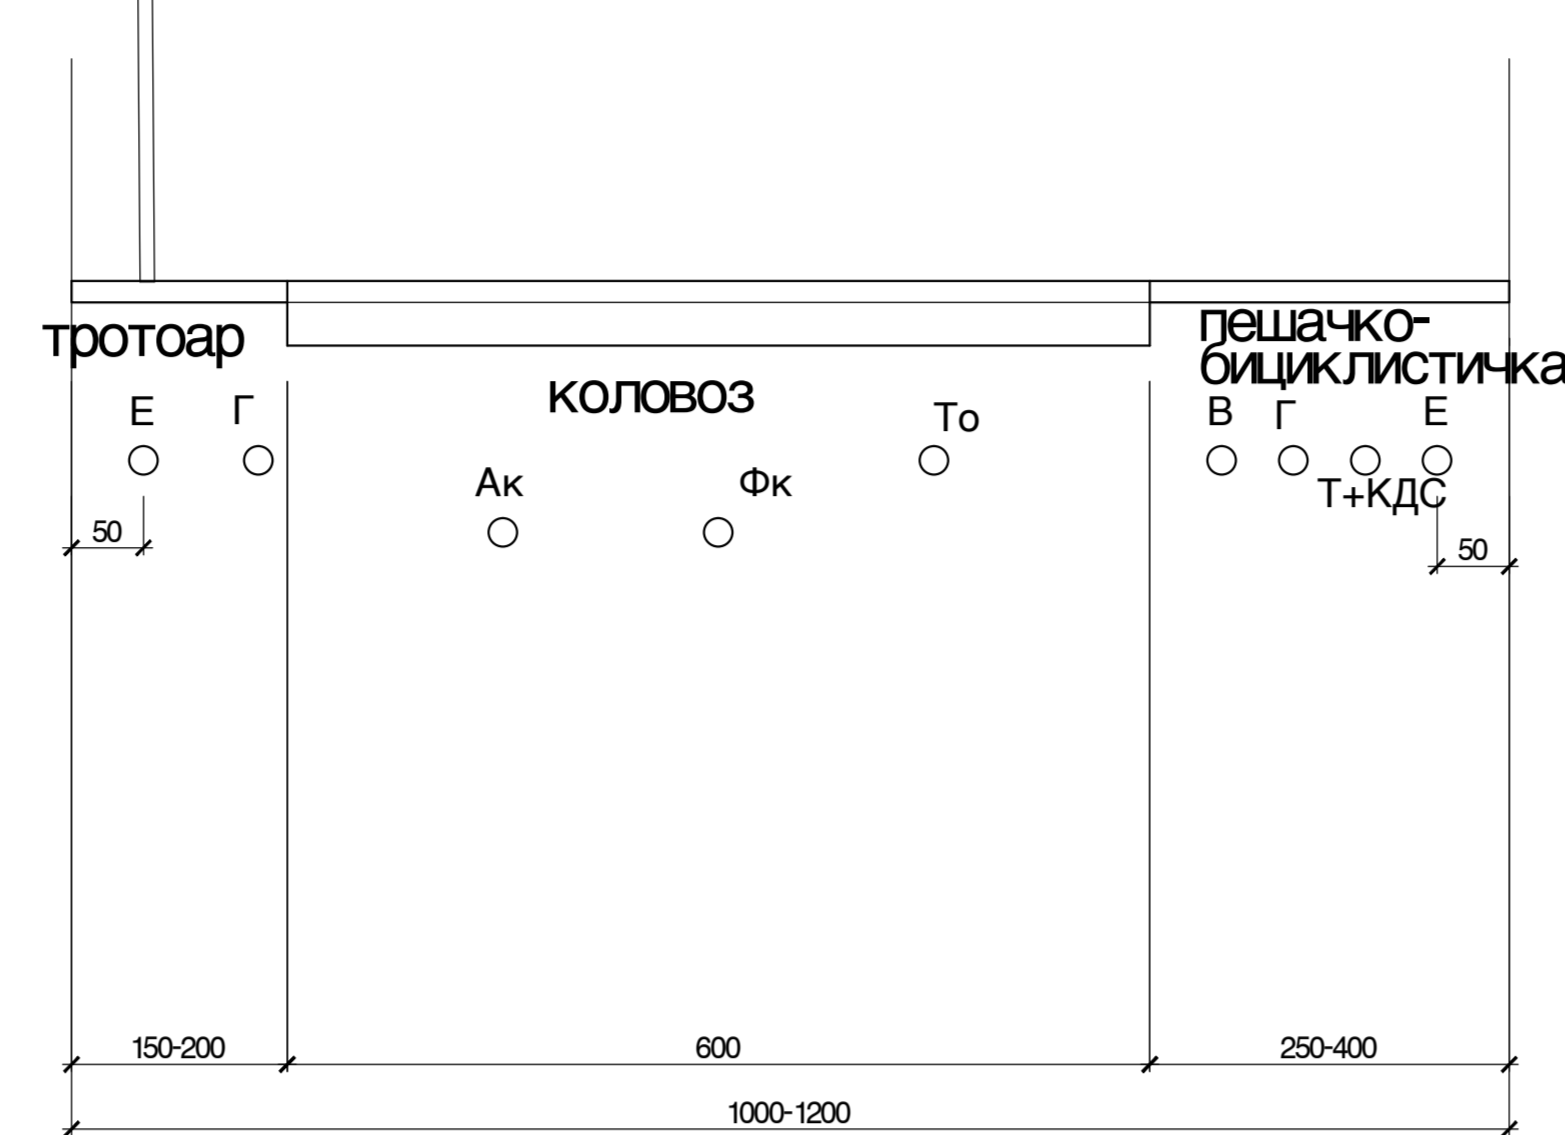 тротоар
пешачко-
бициклистичка
коловоз
Е
Г
То
В
Г
Е
Ак
Фк
Т+КДС
50
50
150-200
600
250-400
1000-1200